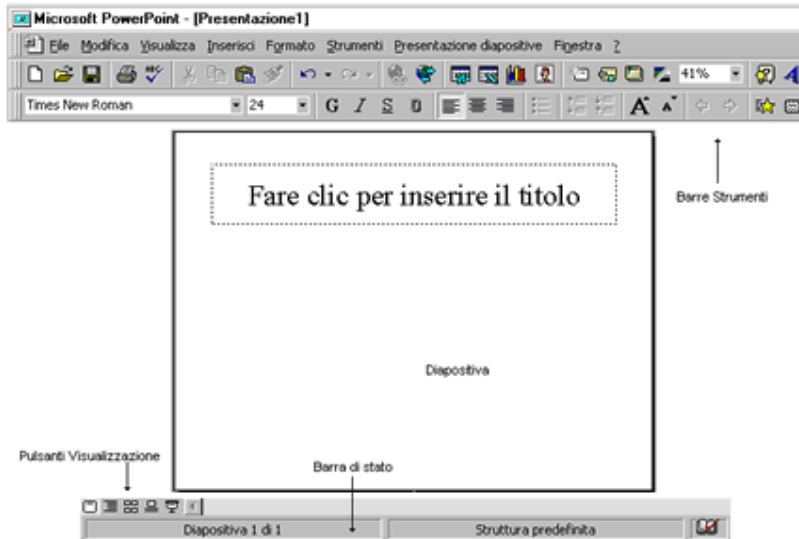 Microsoft PowerPoint - [Presentazione1]
File Modifica Visualizza Inserisci Formato Strumenti Presentazione diapositive Finestra ?
41%
Times New Roman 24 G I S
Fare clic per inserire il titolo
Barre Strumenti
Diapositiva
Pulsanti Visualizzazione
Barra di stato
Diapositiva 1 di 1 Struttura predefinita